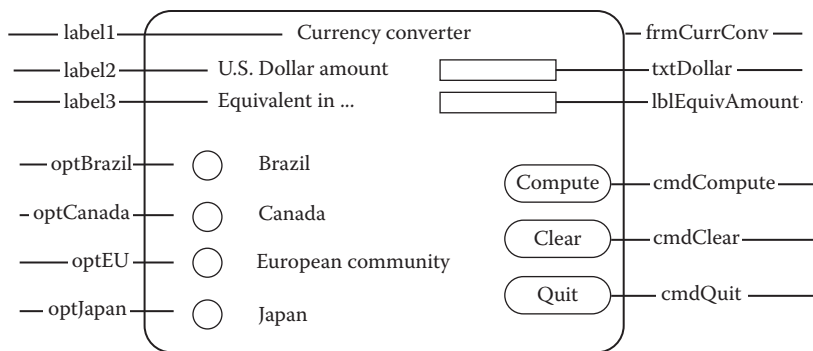 label1 Currency converter frmCurrConv
label2 U.S. Dollar amount txtDollar
label3 Equivalent in ... lblEquivAmount
optBrazil Brazil
Compute cmdCompute
optCanada Canada
Clear cmdClear
optEU European community
Quit cmdQuit
optJapan Japan